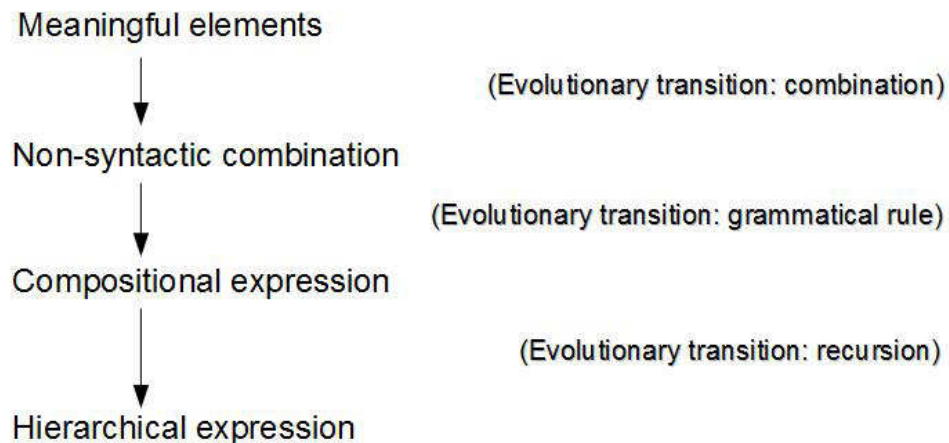 Meaningful elements
(Evolutionary transition: combination)
Non-syntactic combination
(Evolutionary transition: grammatical rule)
Compositional expression
(Evolutionary transition: recursion)
Hierarchical expression